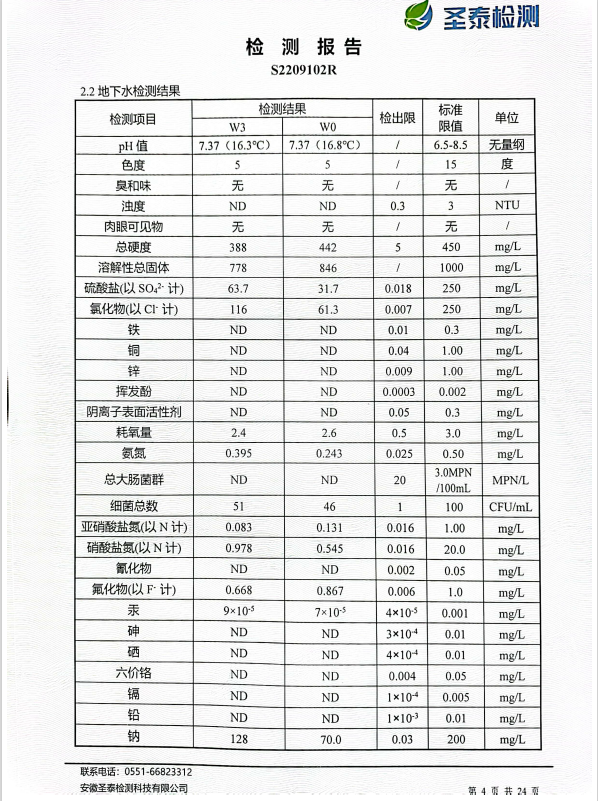 圣泰检测
检 测 报 告
S2209102R
2.2 地下水检测结果
检测项目 检测结果 检出限 标准限值 单位
W3 W0
pH 值 7.37（16.3℃） 7.37（16.8℃） / 6.5-8.5 无量纲
色度 5 5 / 15 度
臭和味 无 无 / 无 /
浊度 ND ND 0.3 3 NTU
肉眼可见物 无 无 / 无 /
总硬度 388 442 5 450 mg/L
溶解性总固体 778 846 / 1000 mg/L
硫酸盐(以 SO₄²⁻ 计) 63.7 31.7 0.018 250 mg/L
氯化物(以 Cl⁻ 计) 116 61.3 0.007 250 mg/L
铁 ND ND 0.01 0.3 mg/L
铜 ND ND 0.04 1.00 mg/L
锌 ND ND 0.009 1.00 mg/L
挥发酚 ND ND 0.0003 0.002 mg/L
阴离子表面活性剂 ND ND 0.05 0.3 mg/L
耗氧量 2.4 2.6 0.5 3.0 mg/L
氨氮 0.395 0.243 0.025 0.50 mg/L
总大肠菌群 ND ND 20 3.0MPN/100mL MPN/L
细菌总数 51 46 1 100 CFU/mL
亚硝酸盐氮(以 N 计) 0.083 0.131 0.016 1.00 mg/L
硝酸盐氮(以 N 计) 0.978 0.545 0.016 20.0 mg/L
氰化物 ND ND 0.002 0.05 mg/L
氟化物(以 F⁻ 计) 0.668 0.867 0.006 1.0 mg/L
汞 9×10⁻⁵ 7×10⁻⁵ 4×10⁻⁵ 0.001 mg/L
砷 ND ND 3×10⁻⁴ 0.01 mg/L
硒 ND ND 4×10⁻⁴ 0.01 mg/L
六价铬 ND ND 0.004 0.05 mg/L
镉 ND ND 1×10⁻⁴ 0.005 mg/L
铅 ND ND 1×10⁻³ 0.01 mg/L
钠 128 70.0 0.03 200 mg/L
联系电话：0551-66823312
安徽圣泰检测科技有限公司 第 4 页 共 24 页